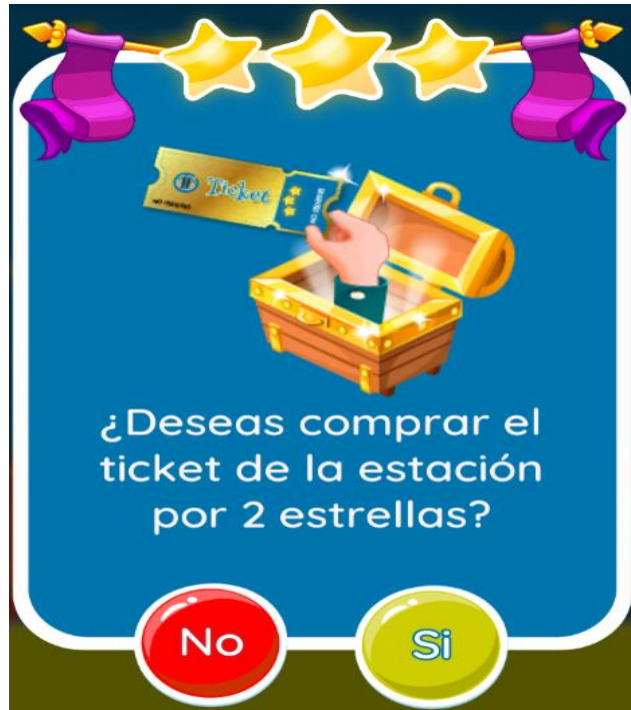 Ticket
¿Deseas comprar el
ticket de la estación
por 2 estrellas?
No
Si